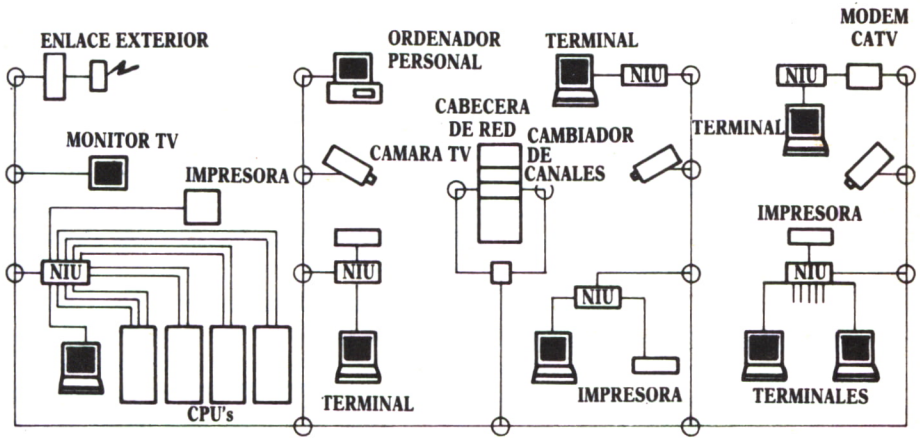 ENLACE EXTERIOR
ORDENADOR
PERSONAL
TERMINAL
NIU
MODEM
CATV
NIU
TERMINAL
MONITOR TV
IMPRESORA
CAMARA TV
CABECERA
DE RED
CAMBIADOR
DE
CANALES
IMPRESORA
NIU
NIU
NIU
NIU
CPU's
TERMINAL
IMPRESORA
TERMINALES